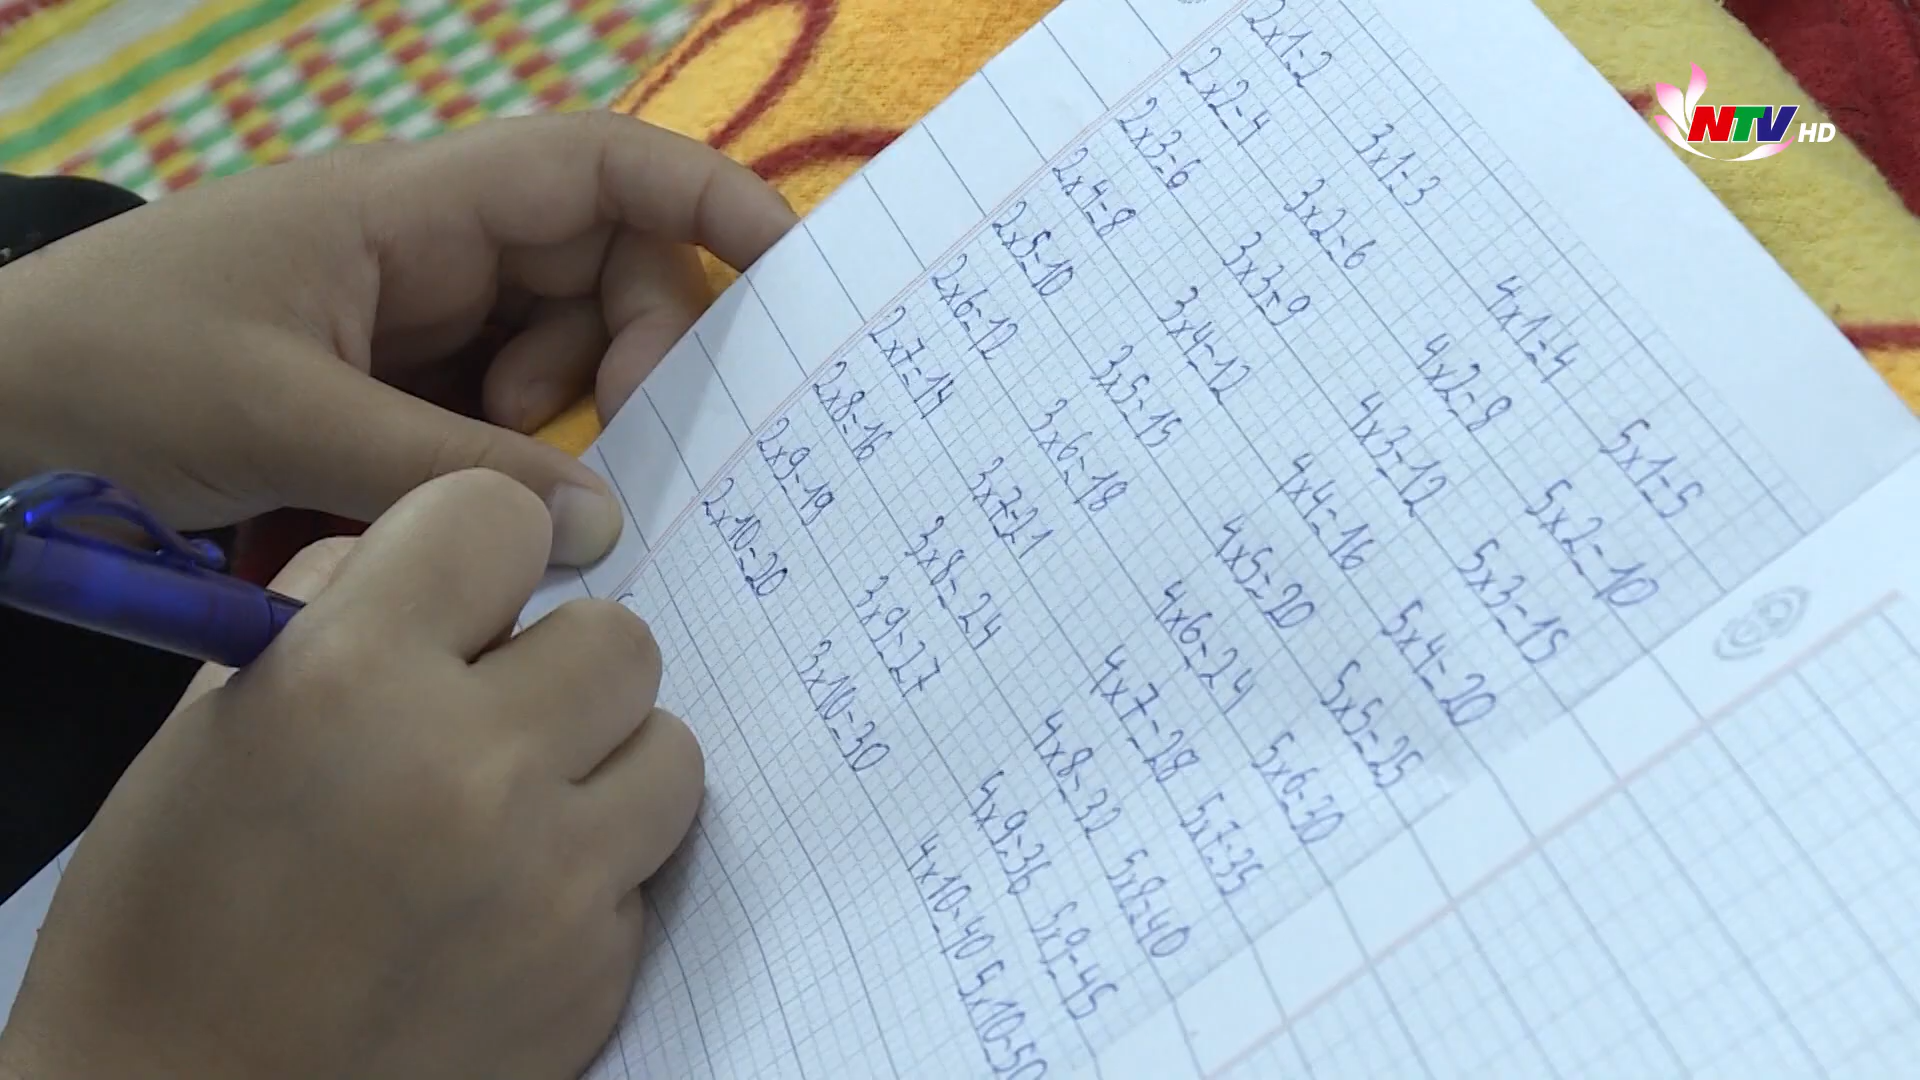 NTV HD
2x1=2
2x2=4
2x3=6
2x4=8
2x5=10
2x6=12
2x7=14
2x8=16
2x9=19
2x10=20
3x1=3
3x2=6
3x3=9
3x4=12
3x5=15
3x6=18
3x7=21
3x8=24
3x9=27
3x10=30
4x1=4
4x2=8
4x3=12
4x4=16
4x5=20
4x6=24
4x7=28
4x8=32
4x9=36
4x10=40
5x1=5
5x2=10
5x3=15
5x4=20
5x5=25
5x6=30
5x7=35
5x8=40
5x9=45
5x10=50